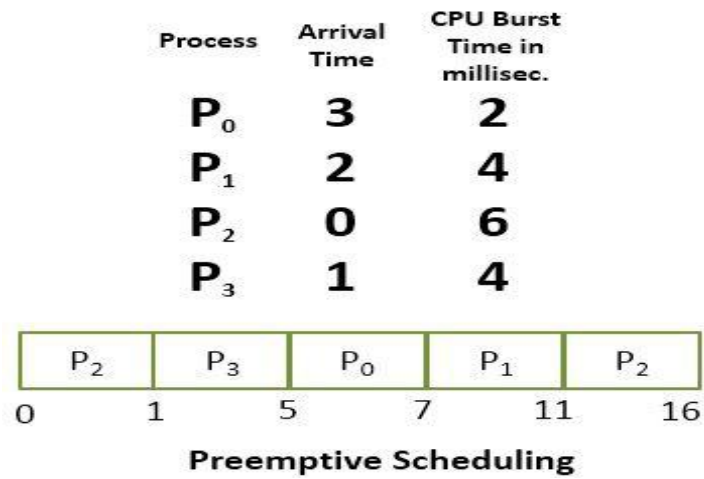 Process Arrival Time CPU Burst Time in millisec.
P₀ 3 2
P₁ 2 4
P₂ 0 6
P₃ 1 4
P₂ P₃ P₀ P₁ P₂
0 1 5 7 11 16
Preemptive Scheduling